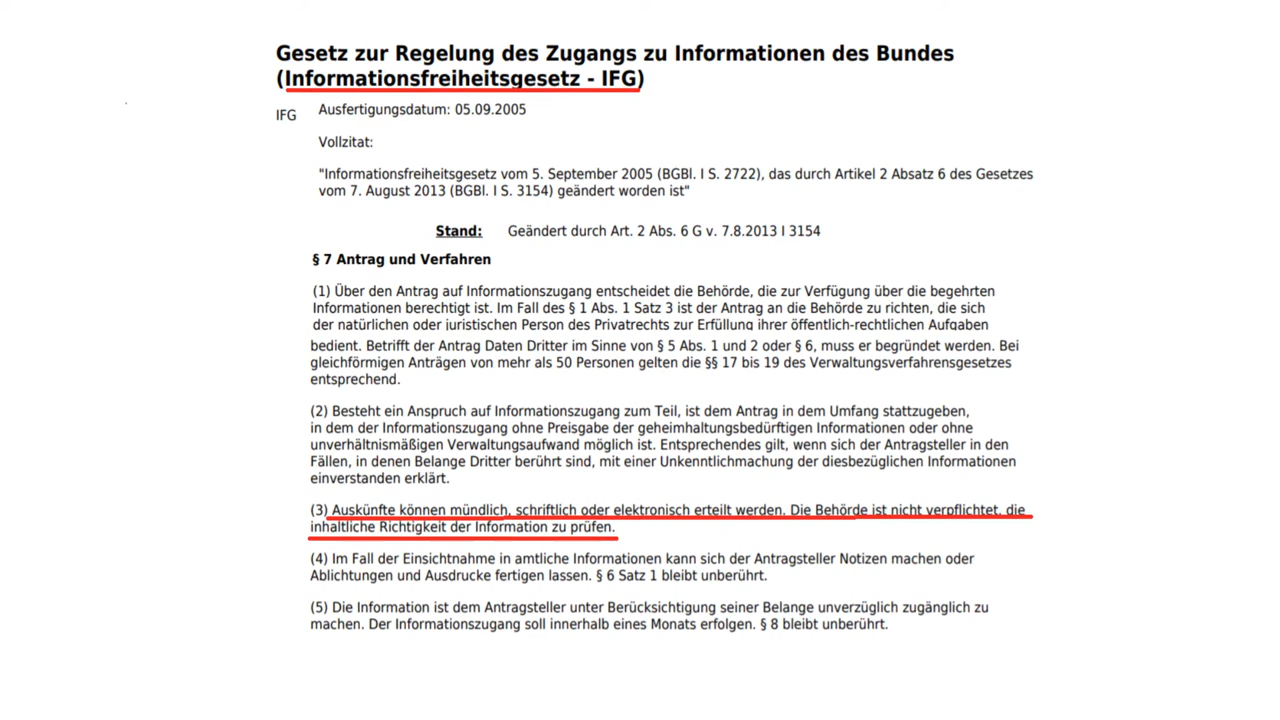 Gesetz zur Regelung des Zugangs zu Informationen des Bundes
(Informationsfreiheitsgesetz - IFG)
IFG
Ausfertigungsdatum: 05.09.2005
Vollzitat:
"Informationsfreiheitsgesetz vom 5. September 2005 (BGBl. I S. 2722), das durch Artikel 2 Absatz 6 des Gesetzes
vom 7. August 2013 (BGBl. I S. 3154) geändert worden ist"
Stand: Geändert durch Art. 2 Abs. 6 G v. 7.8.2013 I 3154
§ 7 Antrag und Verfahren
(1) Über den Antrag auf Informationszugang entscheidet die Behörde, die zur Verfügung über die begehrten
Informationen berechtigt ist. Im Fall des § 1 Abs. 1 Satz 3 ist der Antrag an die Behörde zu richten, die sich
der natürlichen oder juristischen Person des Privatrechts zur Erfüllung ihrer öffentlich-rechtlichen Aufgaben
bedient. Betrifft der Antrag Daten Dritter im Sinne von § 5 Abs. 1 und 2 oder § 6, muss er begründet werden. Bei
gleichförmigen Anträgen von mehr als 50 Personen gelten die §§ 17 bis 19 des Verwaltungsverfahrensgesetzes
entsprechend.
(2) Besteht ein Anspruch auf Informationszugang zum Teil, ist dem Antrag in dem Umfang stattzugeben,
in dem der Informationszugang ohne Preisgabe der geheimhaltungsbedürftigen Informationen oder ohne
unverhältnismäßigen Verwaltungsaufwand möglich ist. Entsprechendes gilt, wenn sich der Antragsteller in den
Fällen, in denen Belange Dritter berührt sind, mit einer Unkenntlichmachung der diesbezüglichen Informationen
einverstanden erklärt.
(3) Auskünfte können mündlich, schriftlich oder elektronisch erteilt werden. Die Behörde ist nicht verpflichtet, die
inhaltliche Richtigkeit der Information zu prüfen.
(4) Im Fall der Einsichtnahme in amtliche Informationen kann sich der Antragsteller Notizen machen oder
Ablichtungen und Ausdrucke fertigen lassen. § 6 Satz 1 bleibt unberührt.
(5) Die Information ist dem Antragsteller unter Berücksichtigung seiner Belange unverzüglich zugänglich zu
machen. Der Informationszugang soll innerhalb eines Monats erfolgen. § 8 bleibt unberührt.